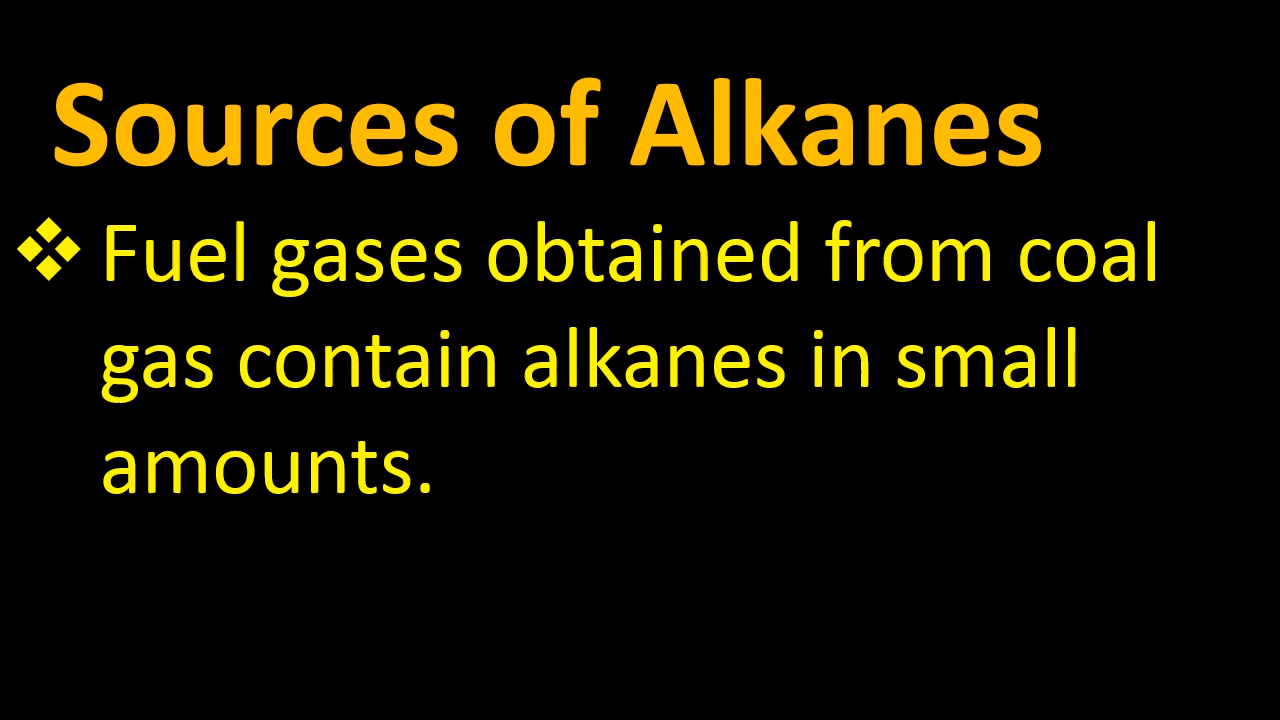 Sources of Alkanes
❖ Fuel gases obtained from coal
gas contain alkanes in small
amounts.